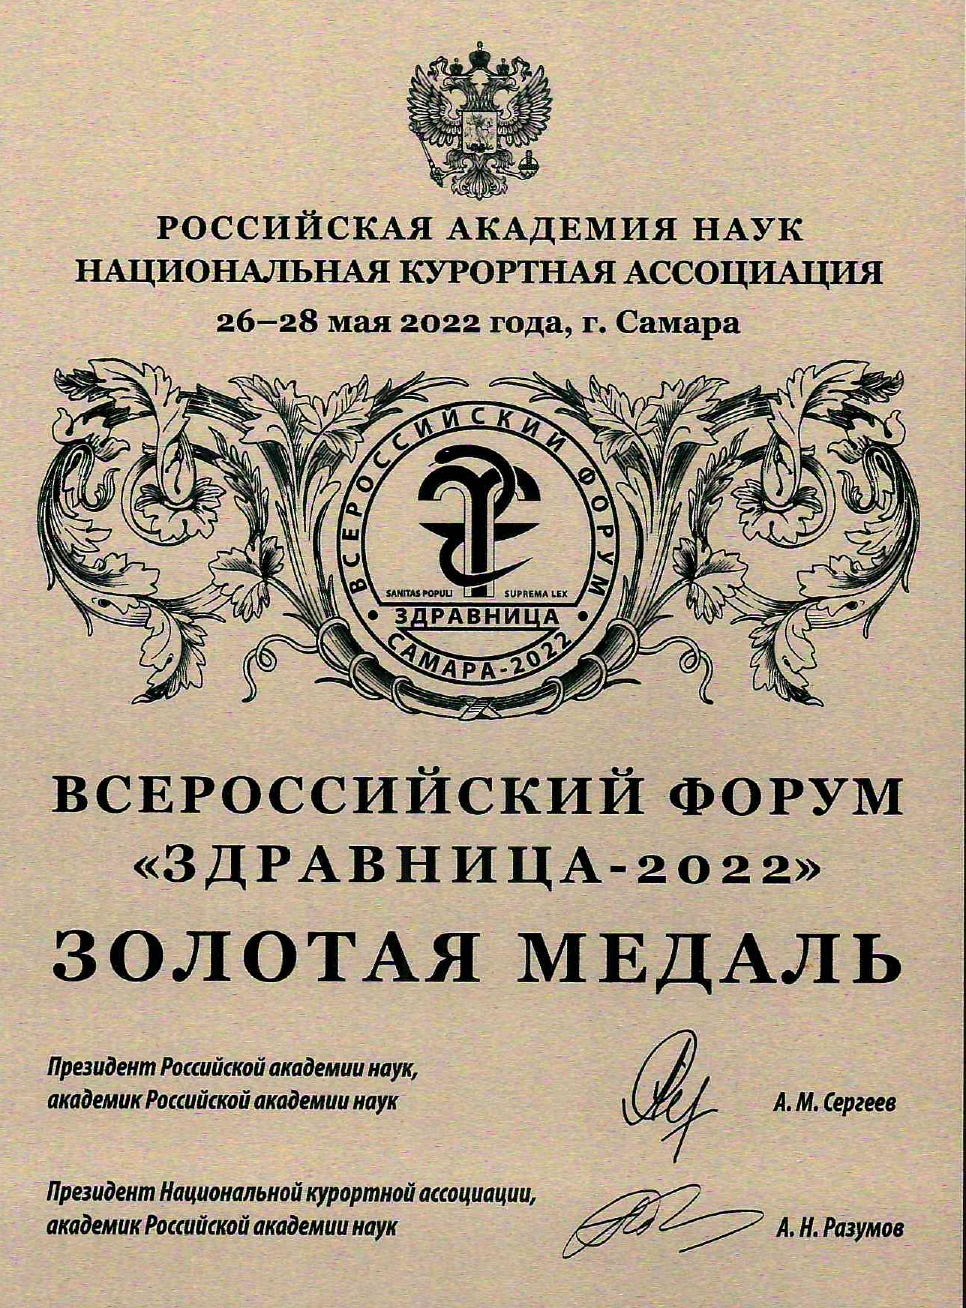 РОССИЙСКАЯ АКАДЕМИЯ НАУК
НАЦИОНАЛЬНАЯ КУРОРТНАЯ АССОЦИАЦИЯ
26–28 мая 2022 года, г. Самара
ВСЕРОССИЙСКИЙ ФОРУМ
SANITAS POPULI SUPREMA LEX
ЗДРАВНИЦА
САМАРА-2022
ВСЕРОССИЙСКИЙ ФОРУМ
«ЗДРАВНИЦА-2022»
ЗОЛОТАЯ МЕДАЛЬ
Президент Российской академии наук,
академик Российской академии наук
А. М. Сергеев
Президент Национальной курортной ассоциации,
академик Российской академии наук
А. Н. Разумов